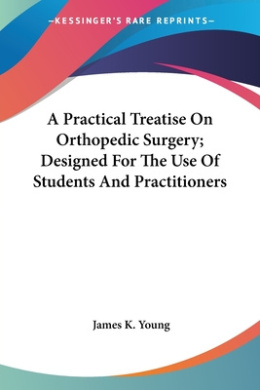 KESSINGER'S RARE REPRINTS
A Practical Treatise On
Orthopedic Surgery;
Designed For The Use Of
Students And Practitioners
James K. Young